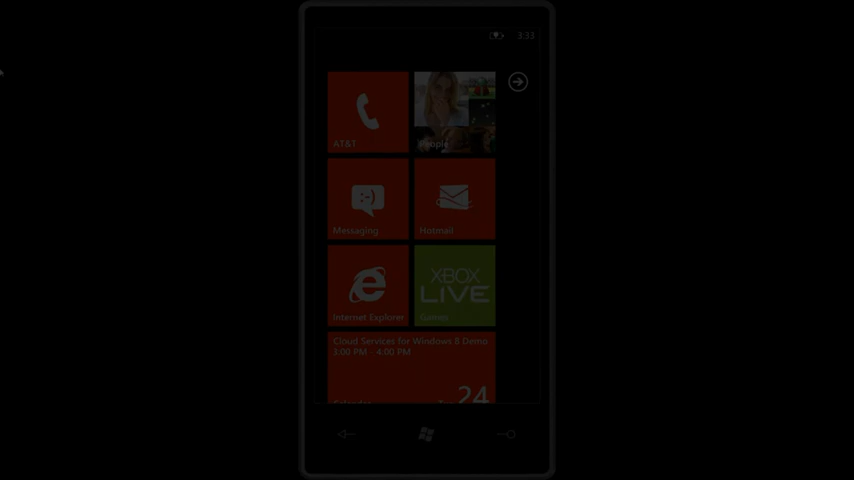 3:33
AT&T
People
Messaging
Hotmail
Internet Explorer
XBOX
LIVE
Games
Cloud Services for Windows 8 Demo
3:00 PM - 4:00 PM
Calendar
24